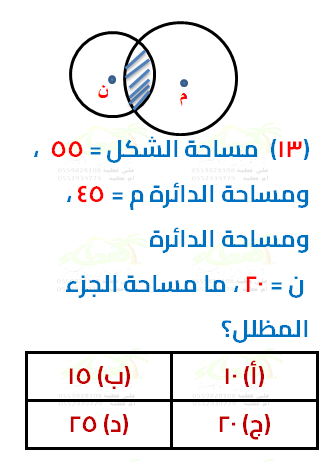 ن
م
(١٣) مساحة الشكل = ٥٥ ،
ومساحة الدائرة م = ٤٥ ،
ومساحة الدائرة
ن = ٢٠ ، ما مساحة الجزء
المظلل؟
(أ) ١٠
(ب) ١٥
(ج) ٢٠
(د) ٢٥